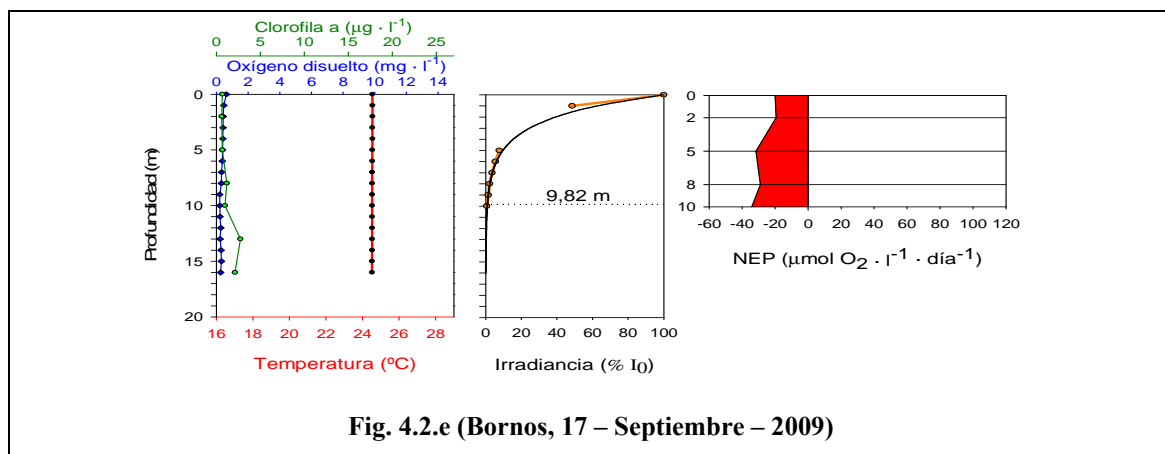 Clorofila a (μg · l⁻¹)
0 5 10 15 20 25
Oxígeno disuelto (mg · l⁻¹)
0 2 4 6 8 10 12 14
0
5
10
15
20
Profundidad (m)
16 18 20 22 24 26 28
Temperatura (ºC)
9,82 m
0 20 40 60 80 100
Irradiancia (% I₀)
0
2
5
8
10
-60 -40 -20 0 20 40 60 80 100 120
NEP (μmol O₂ · l⁻¹ · día⁻¹)
Fig. 4.2.e (Bornos, 17 – Septiembre – 2009)